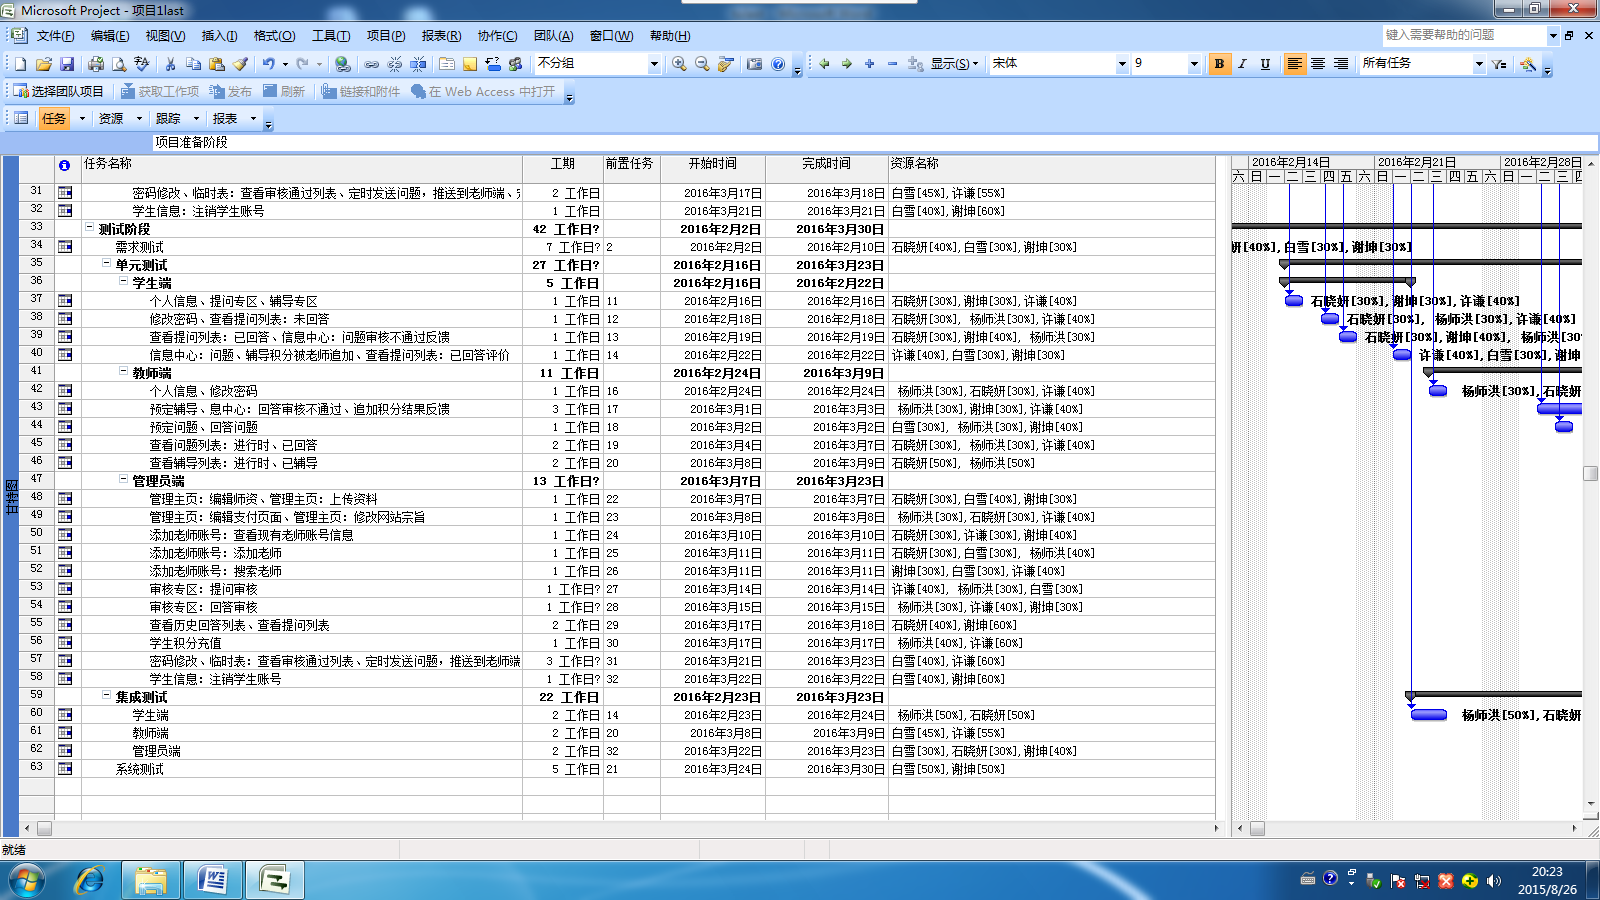 Microsoft Project - 项目1last
文件(F) 编辑(E) 视图(V) 插入(I) 格式(O) 工具(T) 项目(P) 报表(R) 协作(C) 团队(A) 窗口(W) 帮助(H) 键入需要帮助的问题
不分组 显示(S) 宋体 9 B I U 所有任务
选择团队项目 获取工作项 发布 刷新 链接和附件 在 Web Access 中打开
任务 资源 跟踪 报表
项目准备阶段
任务名称 工期 前置任务 开始时间 完成时间 资源名称 2016年2月14日 2016年2月21日 2016年2月28日
六 日 一 二 三 四 五 六 日 一 二 三 四 五 六 日 一 二 三 四
31 密码修改、临时表：查看审核通过列表、定时发送问题，推送到老师端、 2 工作日 2016年3月17日 2016年3月18日 白雪[45%],许谦[55%]
32 学生信息：注销学生账号 1 工作日 2016年3月21日 2016年3月21日 白雪[40%],谢坤[60%]
33 测试阶段 42 工作日? 2016年2月2日 2016年3月30日
34 需求测试 7 工作日? 2 2016年2月2日 2016年2月10日 石晓妍[40%],白雪[30%],谢坤[30%] 妍[40%],白雪[30%],谢坤[30%]
35 单元测试 27 工作日? 2016年2月16日 2016年3月23日
36 学生端 5 工作日 2016年2月16日 2016年2月22日
37 个人信息、提问专区、辅导专区 1 工作日 11 2016年2月16日 2016年2月16日 石晓妍[30%],谢坤[30%],许谦[40%] 石晓妍[30%],谢坤[30%],许谦[40%]
38 修改密码、查看提问列表：未回答 1 工作日 12 2016年2月18日 2016年2月18日 石晓妍[30%], 杨师洪[30%],许谦[40%] 石晓妍[30%], 杨师洪[30%],许谦[40%]
39 查看提问列表：已回答、信息中心：问题审核不通过反馈 1 工作日 13 2016年2月19日 2016年2月19日 石晓妍[30%],谢坤[40%], 杨师洪[30%] 石晓妍[30%],谢坤[40%], 杨师洪[30
40 信息中心：问题、辅导积分被老师追加、查看提问列表：已回答评价 1 工作日 14 2016年2月22日 2016年2月22日 许谦[40%],白雪[30%],谢坤[30%] 许谦[40%],白雪[30%],谢坤
41 教师端 11 工作日 2016年2月24日 2016年3月9日
42 个人信息、修改密码 1 工作日 16 2016年2月24日 2016年2月24日 杨师洪[30%],石晓妍[30%],许谦[40%] 杨师洪[30%],石晓妍
43 预定辅导、息中心：回答审核不通过、追加积分结果反馈 3 工作日 17 2016年3月1日 2016年3月3日 杨师洪[30%],谢坤[30%],许谦[40%]
44 预定问题、回答问题 1 工作日 18 2016年3月2日 2016年3月2日 白雪[30%], 杨师洪[30%],谢坤[40%]
45 查看问题列表：进行时、已回答 2 工作日 19 2016年3月4日 2016年3月7日 石晓妍[30%], 杨师洪[30%],许谦[40%]
46 查看辅导列表：进行时、已辅导 2 工作日 20 2016年3月8日 2016年3月9日 石晓妍[50%], 杨师洪[50%]
47 管理员端 13 工作日? 2016年3月7日 2016年3月23日
48 管理主页：编辑师资、管理主页：上传资料 1 工作日 22 2016年3月7日 2016年3月7日 石晓妍[30%],白雪[40%],谢坤[30%]
49 管理主页：编辑支付页面、管理主页：修改网站宗旨 1 工作日 23 2016年3月8日 2016年3月8日 杨师洪[30%],石晓妍[30%],许谦[40%]
50 添加老师账号：查看现有老师账号信息 1 工作日 24 2016年3月10日 2016年3月10日 石晓妍[30%],许谦[30%],谢坤[40%]
51 添加老师账号：添加老师 1 工作日 25 2016年3月11日 2016年3月11日 石晓妍[30%],白雪[30%], 杨师洪[40%]
52 添加老师账号：搜索老师 1 工作日 26 2016年3月11日 2016年3月11日 谢坤[30%],白雪[30%],许谦[40%]
53 审核专区：提问审核 1 工作日? 27 2016年3月14日 2016年3月14日 许谦[40%], 杨师洪[30%],白雪[30%]
54 审核专区：回答审核 1 工作日? 28 2016年3月15日 2016年3月15日 杨师洪[30%],许谦[40%],谢坤[30%]
55 查看历史回答列表、查看提问列表 2 工作日 29 2016年3月17日 2016年3月18日 石晓妍[40%],谢坤[60%]
56 学生积分充值 1 工作日 30 2016年3月17日 2016年3月17日 杨师洪[40%],许谦[60%]
57 密码修改、临时表：查看审核通过列表、定时发送问题，推送到老师端 3 工作日? 31 2016年3月21日 2016年3月23日 白雪[40%],许谦[60%]
58 学生信息：注销学生账号 1 工作日? 32 2016年3月22日 2016年3月22日 白雪[40%],谢坤[60%]
59 集成测试 22 工作日 2016年2月23日 2016年3月23日
60 学生端 2 工作日 14 2016年2月23日 2016年2月24日 杨师洪[50%],石晓妍[50%] 杨师洪[50%],石晓妍
61 教师端 2 工作日 20 2016年3月8日 2016年3月9日 白雪[45%],许谦[55%]
62 管理员端 2 工作日 32 2016年3月22日 2016年3月23日 白雪[30%],石晓妍[30%],谢坤[40%]
63 系统测试 5 工作日 21 2016年3月24日 2016年3月30日 白雪[50%],谢坤[50%]
甘特图
就绪
20:23
2015/8/26